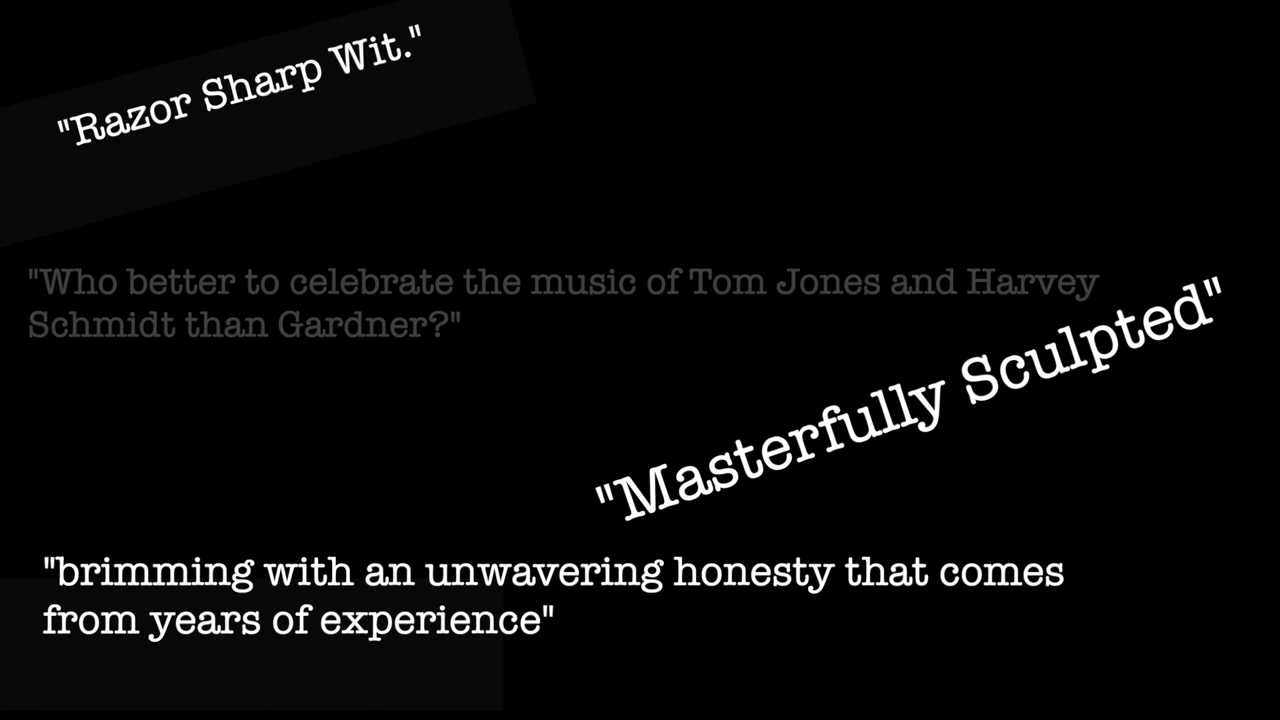 "Razor Sharp Wit."
"Who better to celebrate the music of Tom Jones and Harvey
Schmidt than Gardner?"
"Masterfully Sculpted"
"brimming with an unwavering honesty that comes
from years of experience"